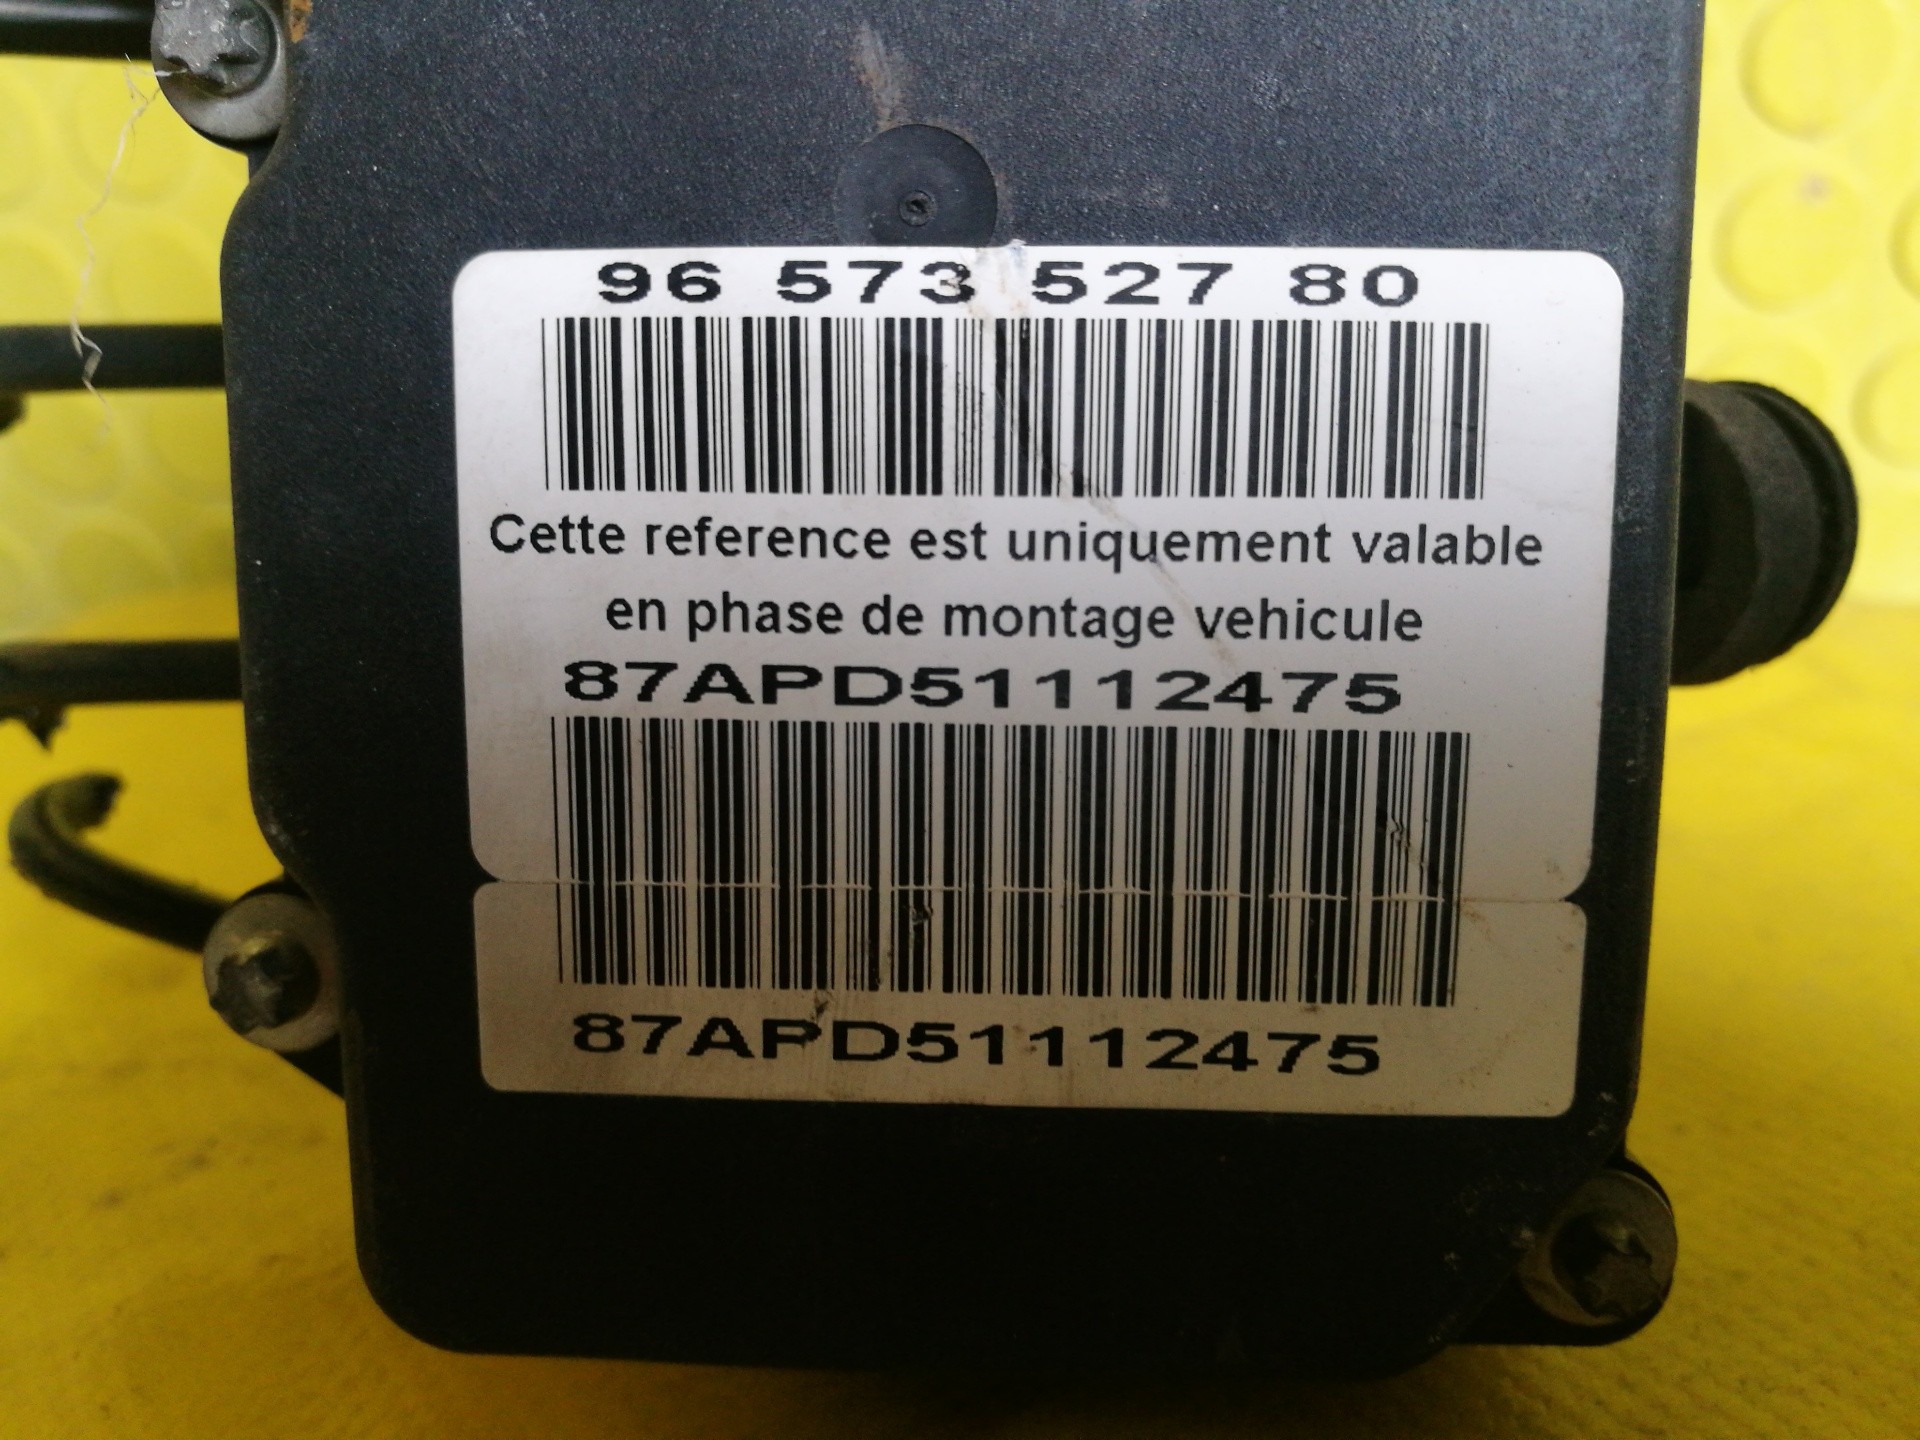 96 573 527 80
Cette reference est uniquement valable
en phase de montage vehicule
87APD51112475
87APD51112475